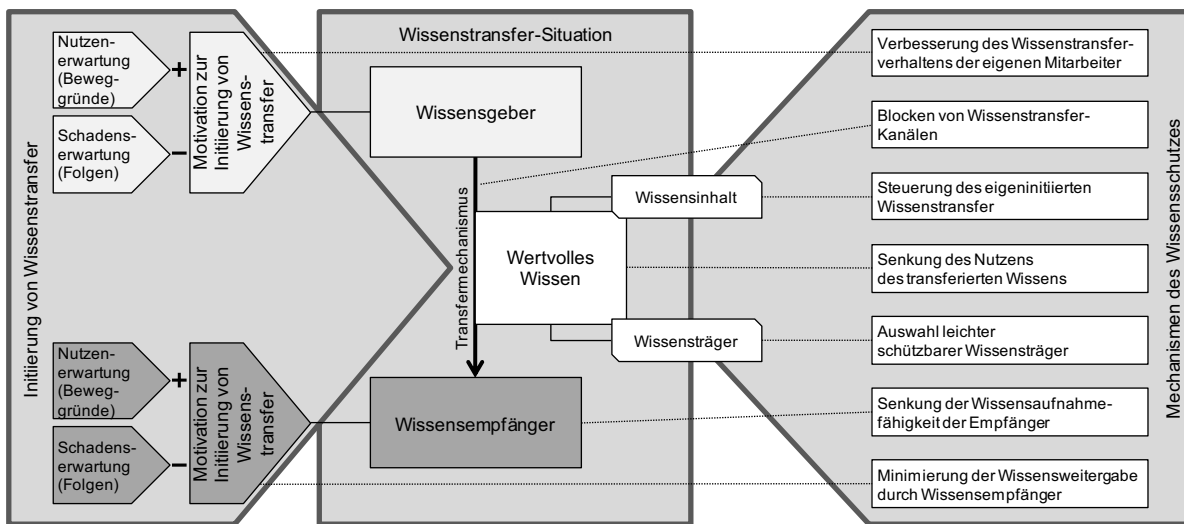 Initiierung von Wissenstransfer
Nutzen-
erwartung
(Beweg-
gründe)
+
Schadens-
erwartung
(Folgen)
–
Motivation zur
Initiierung von
Wissens-
transfer
Nutzen-
erwartung
(Beweg-
gründe)
+
Schadens-
erwartung
(Folgen)
–
Motivation zur
Initiierung von
Wissens-
transfer
Wissenstransfer-Situation
Wissensgeber
Transfermechanismus
Wissensinhalt
Wertvolles
Wissen
Wissensträger
Wissensempfänger
Verbesserung des Wissenstransfer-
verhaltens der eigenen Mitarbeiter
Blocken von Wissenstransfer-
Kanälen
Steuerung des eigeninitiierten
Wissenstransfer
Senkung des Nutzens
des transferierten Wissens
Auswahl leichter
schützbarer Wissensträger
Senkung der Wissensaufnahme-
fähigkeit der Empfänger
Minimierung der Wissensweitergabe
durch Wissensempfänger
Mechanismen des Wissensschutzes